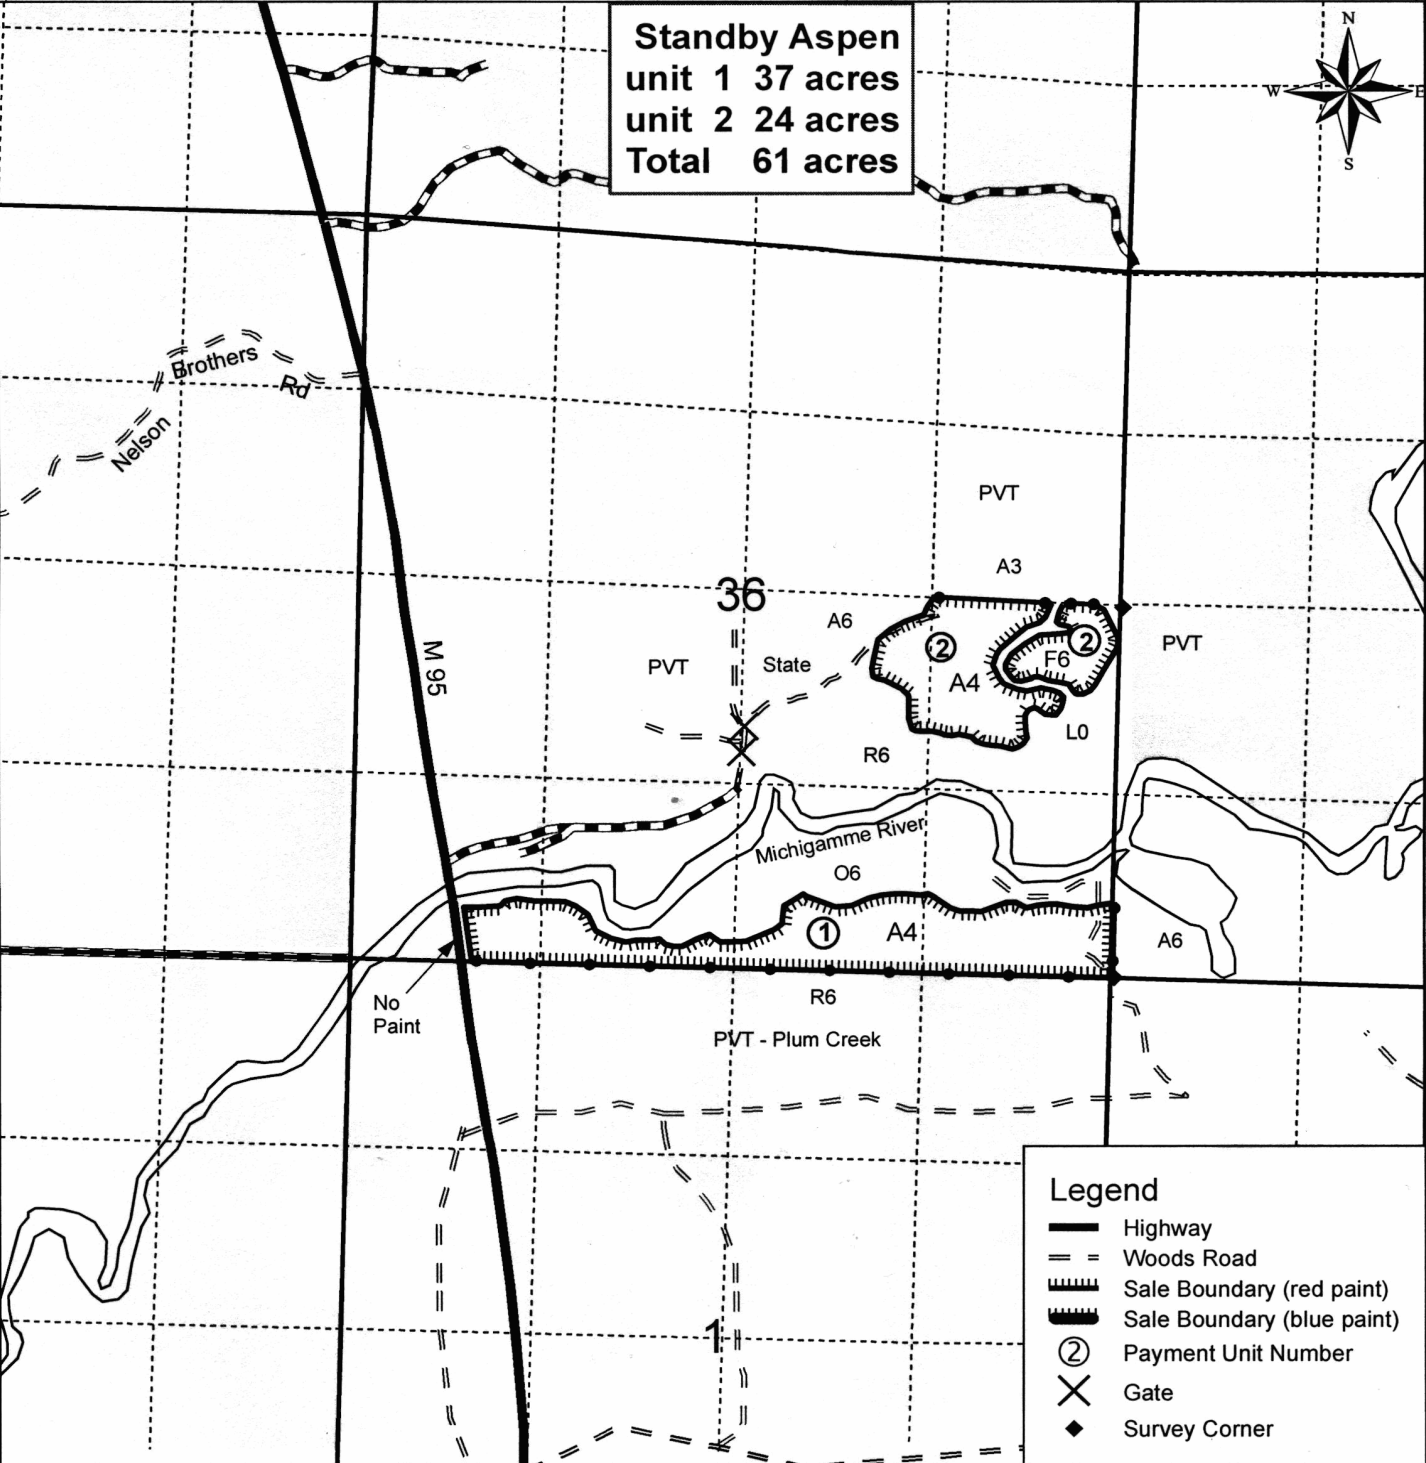 Standby Aspen
unit 1 37 acres
unit 2 24 acres
Total 61 acres
N
W
E
S
Brothers
Rd
Nelson
PVT
A3
36
A6
2
2
PVT
M 95
PVT
State
F6
A4
L0
R6
Michigamme River
O6
1
A4
A6
No
Paint
R6
PVT - Plum Creek
1
Legend
Highway
Woods Road
Sale Boundary (red paint)
Sale Boundary (blue paint)
2 Payment Unit Number
Gate
Survey Corner